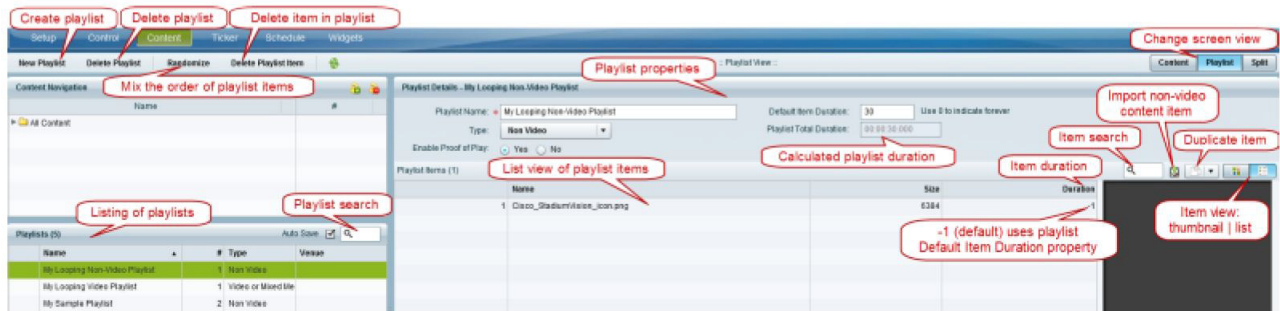 Create playlist
Delete playlist
Delete item in playlist
Setup Control Content Ticker Schedule Widgets
Change screen view
New Playlist Delete Playlist Randomize Delete Playlist Item
:: Playlist View ::
Content Playlist Split
Mix the order of playlist items
Playlist properties
Content Navigation
Name #
All Content
Playlist Details - My Looping Non-Video Playlist
Playlist Name: * My Looping Non-Video Playlist
Default Item Duration: 30 Use 0 to indicate forever
Type: Non Video
Playlist Total Duration: 00:00:30.000
Enable Proof of Play: Yes No
Import non-video
content item
Item search
Duplicate item
Calculated playlist duration
List view of playlist items
Item duration
Playlist Items (1)
Name Size Duration
1 Cisco_StadiumVision_icon.png 6384 -1
Listing of playlists
Playlist search
Item view:
thumbnail | list
-1 (default) uses playlist
Default Item Duration property
Playlists (5) Auto Save
Name # Type Venue
My Looping Non-Video Playlist 1 Non Video
My Looping Video Playlist 1 Video or Mixed Me
My Sample Playlist 2 Non Video